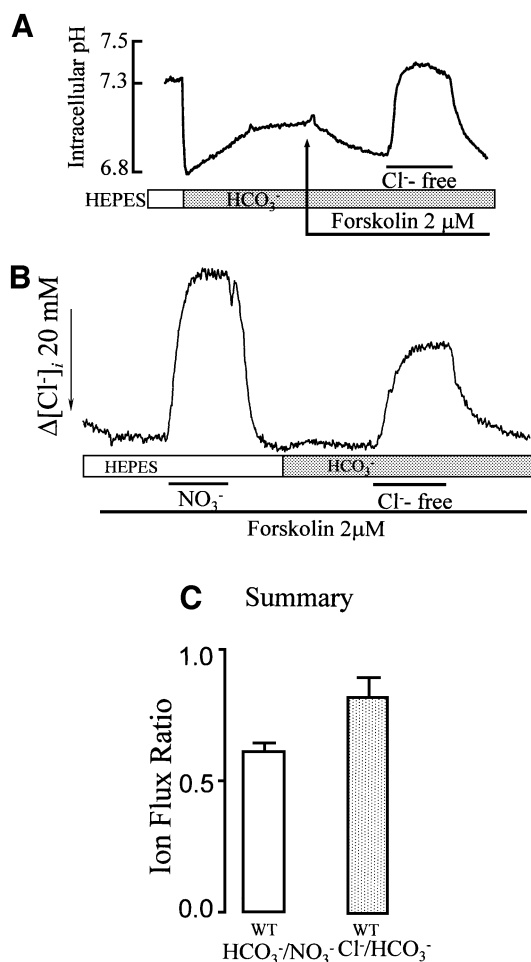 A
Intracellular pH
7.5
7.3
6.8
Cl⁻- free
HEPES
HCO₃⁻
Forskolin 2 μM
B
Δ[Cl⁻]ᵢ 20 mM
HEPES
HCO₃⁻
NO₃⁻
Cl⁻- free
Forskolin 2μM
C Summary
Ion Flux Ratio
1.0
0.5
0.0
WT WT
HCO₃⁻/NO₃⁻ Cl⁻/HCO₃⁻